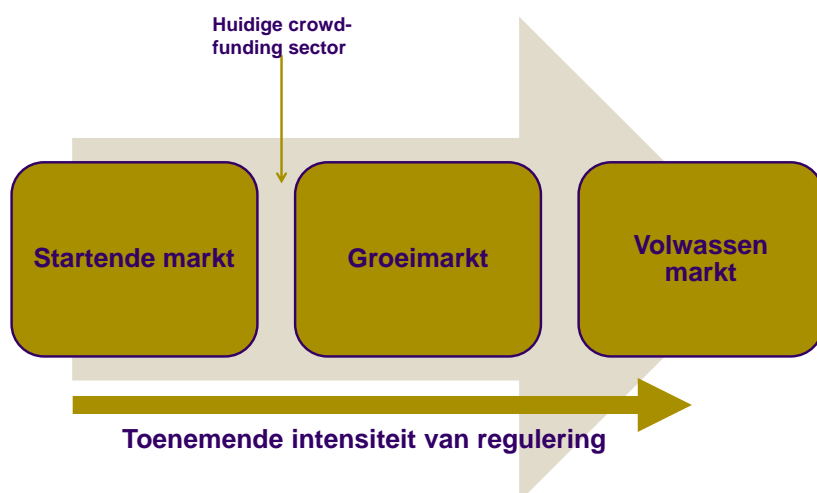 Huidige crowd-
funding sector
Startende markt
Groeimarkt
Volwassen
markt
Toenemende intensiteit van regulering